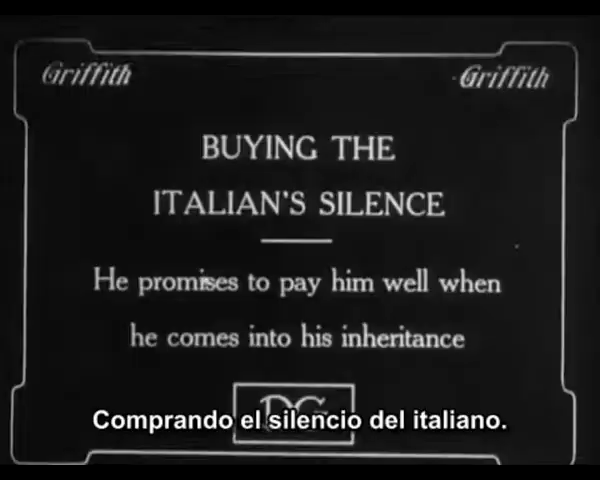 Griffith
Griffith
BUYING THE
ITALIAN'S SILENCE
He promises to pay him well when
he comes into his inheritance
DG
Comprando el silencio del italiano.